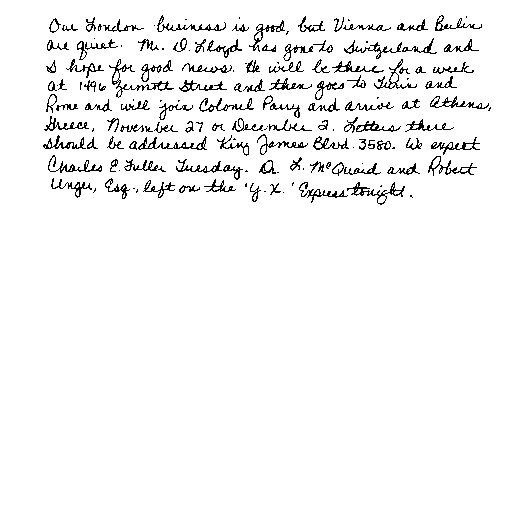 Our London business is good, but Vienna and Berlin
are quiet. Mr. D. Lloyd has gone to Switzerland and
I hope for good news. He will be there for a week
at 1496 Zermott Street and then goes to Turin and
Rome and will join Colonel Parry and arrive at Athens,
Greece, November 27 or December 2. Letters there
should be addressed King James Blvd. 3580. We expect
Charles E. Fuller Tuesday. Dr. L. McQuaid and Robert
Unger, Esq., left on the 'Y.X.' Express tonight.